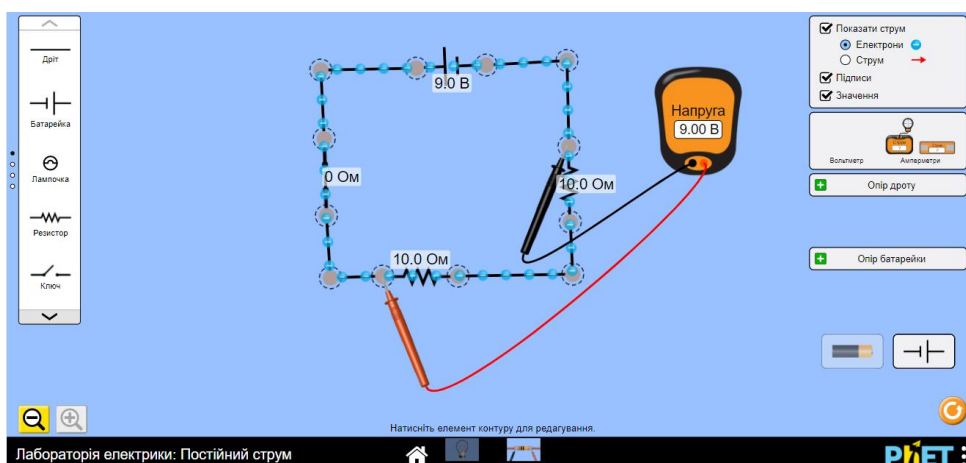 Дріт
Батарейка
Лампочка
Резистор
Ключ
9.0 В
0 Ом
10.0 Ом
10.0 Ом
Напруга
9.00 В
Показати струм
Електрони
Струм
Підписи
Значення
Вольтметр
Амперметри
Опір дроту
Опір батарейки
Натисніть елемент контуру для редагування.
Лабораторія електрики: Постійний струм
PhET